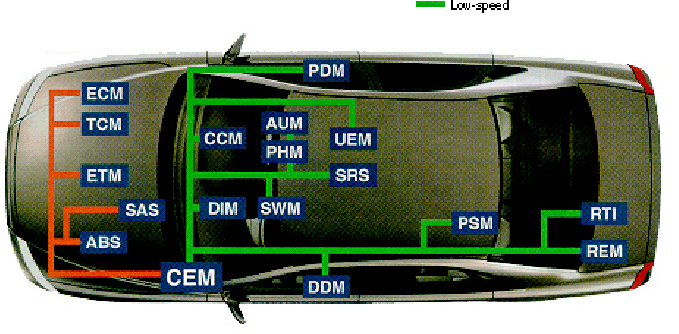 Low-speed
PDM
ECM
TCM
CCM
AUM
PHM
UEM
ETM
SRS
SAS
DIM
SWM
ABS
PSM
RTI
REM
CEM
DDM